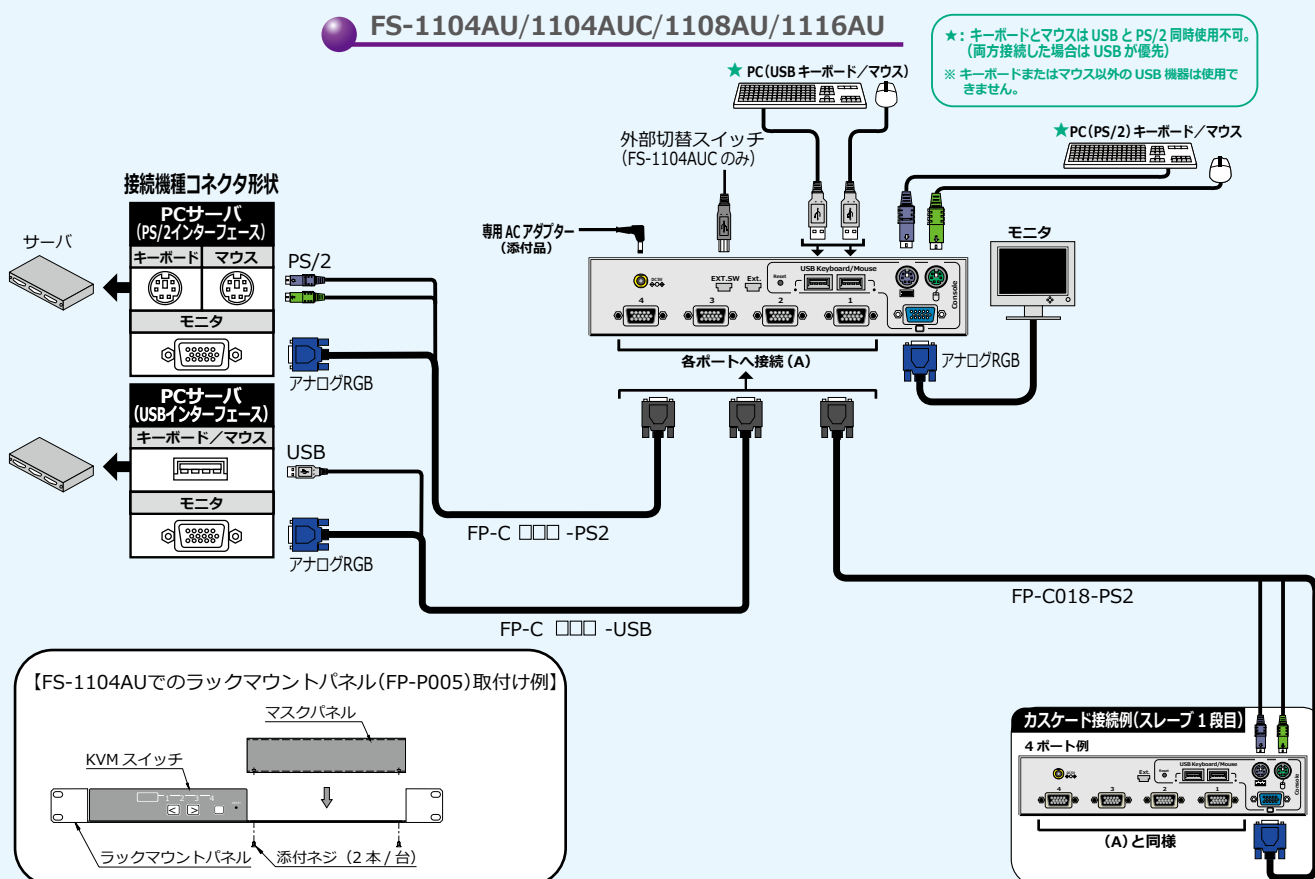 FS-1104AU/1104AUC/1108AU/1116AU
★：キーボードとマウスは USB と PS/2 同時使用不可。
（両方接続した場合は USB が優先）
※ キーボードまたはマウス以外の USB 機器は使用で
きません。
★ PC（USB キーボード／マウス）
★PC（PS/2）キーボード／マウス
外部切替スイッチ
（FS-1104AUC のみ）
専用 AC アダプター
（添付品）
モニタ
接続機種コネクタ形状
サーバ
PCサーバ
（PS/2インターフェース）
キーボード
マウス
モニタ
PS/2
アナログRGB
PCサーバ
（USBインターフェース）
キーボード／マウス
モニタ
USB
アナログRGB
EXT.SW
Ext.
Reset
USB Keyboard/Mouse
Console
4
3
2
1
各ポートへ接続（A）
アナログRGB
FP-C □□□ -PS2
FP-C □□□ -USB
FP-C018-PS2
【FS-1104AUでのラックマウントパネル（FP-P005）取付け例】
マスクパネル
KVM スイッチ
1 2 3 4
< >
ラックマウントパネル
添付ネジ（2 本 / 台）
カスケード接続例（スレーブ 1 段目）
4 ポート例
Ext.
Reset
USB Keyboard/Mouse
Console
4
3
2
1
（A）と同様